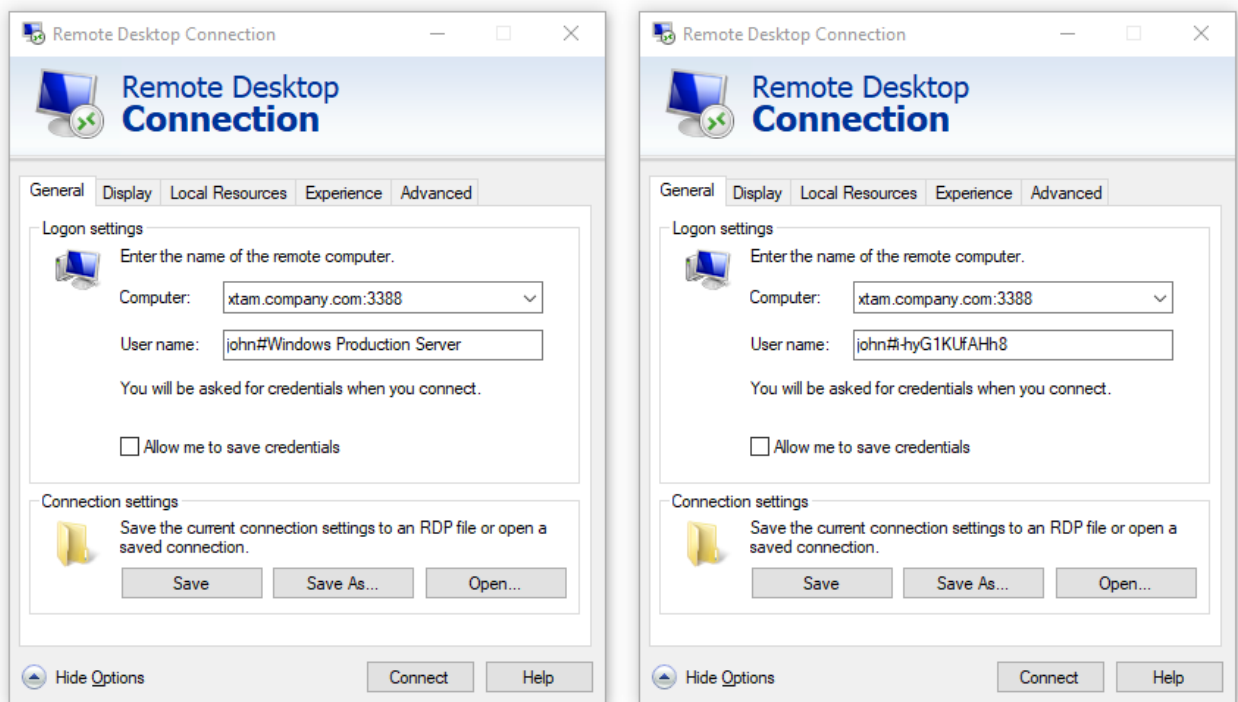 Remote Desktop Connection
Remote Desktop
Connection
General Display Local Resources Experience Advanced
Logon settings
Enter the name of the remote computer.
Computer: xtam.company.com:3388
User name: john#Windows Production Server
You will be asked for credentials when you connect.
Allow me to save credentials
Connection settings
Save the current connection settings to an RDP file or open a
saved connection.
Save Save As... Open...
Hide Options Connect Help
Remote Desktop Connection
Remote Desktop
Connection
General Display Local Resources Experience Advanced
Logon settings
Enter the name of the remote computer.
Computer: xtam.company.com:3388
User name: john#i-hyG1KUfAHh8
You will be asked for credentials when you connect.
Allow me to save credentials
Connection settings
Save the current connection settings to an RDP file or open a
saved connection.
Save Save As... Open...
Hide Options Connect Help